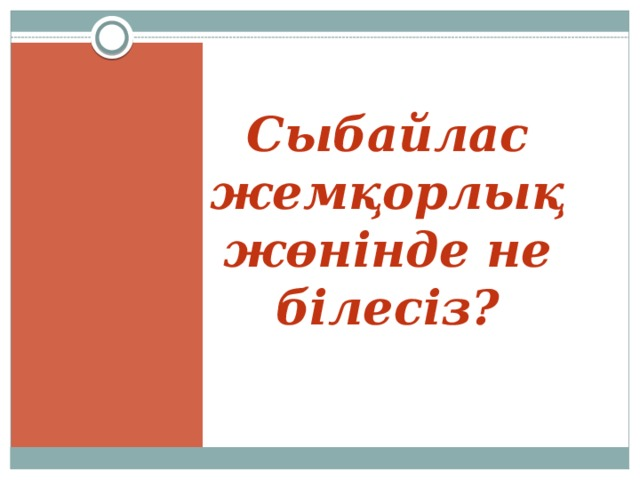 Сыбайлас
жемқорлық
жөнінде не
білесіз?